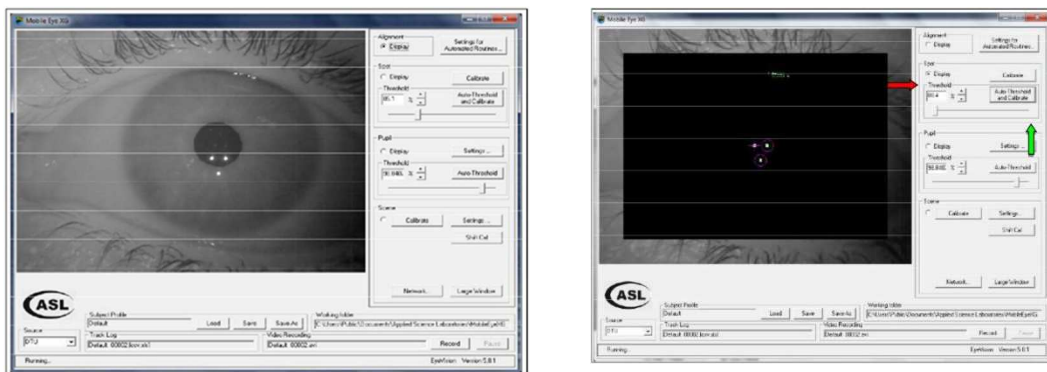 Mobile Eye XG
Alignment
Display
Settings for
Automated Routines...
Spot
Display
Calibrate
Threshold
%
Auto-Threshold
and Calibrate
Pupil
Display
Settings ...
Threshold
%
Auto-Threshold
Scene
Calibrate
Settings ...
Shift Cal
Network...
Large Window
ASL
Source
DTU
Subject Profile
Default
Load
Save
Save As
Working folder
Track Log
Video Recording
Record
Pause
Running...
EyeVision Version 5.8.1
Mobile Eye XG
Alignment
Display
Settings for
Automated Routines...
Spot
Display
Calibrate
Threshold
%
Auto-Threshold
and Calibrate
Pupil
Display
Settings ...
Threshold
%
Auto-Threshold
Scene
Calibrate
Settings ...
Shift Cal
Network...
Large Window
ASL
Source
DTU
Subject Profile
Default
Load
Save
Save As
Working folder
Track Log
Video Recording
Record
Pause
Running...
EyeVision Version 5.8.1